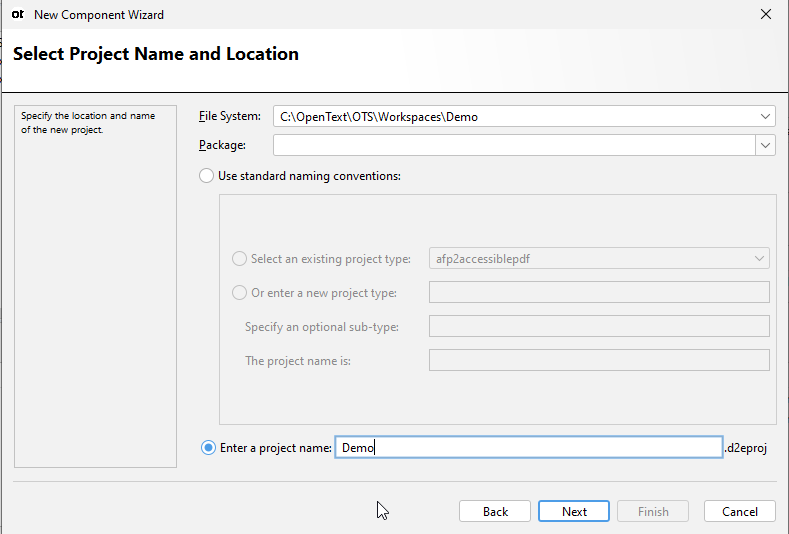 OT New Component Wizard
Select Project Name and Location
Specify the location and name
of the new project.
File System: C:\OpenText\OTS\Workspaces\Demo
Package:
Use standard naming conventions:
Select an existing project type: afp2accessiblepdf
Or enter a new project type:
Specify an optional sub-type:
The project name is:
Enter a project name: Demo .d2eproj
Back Next Finish Cancel